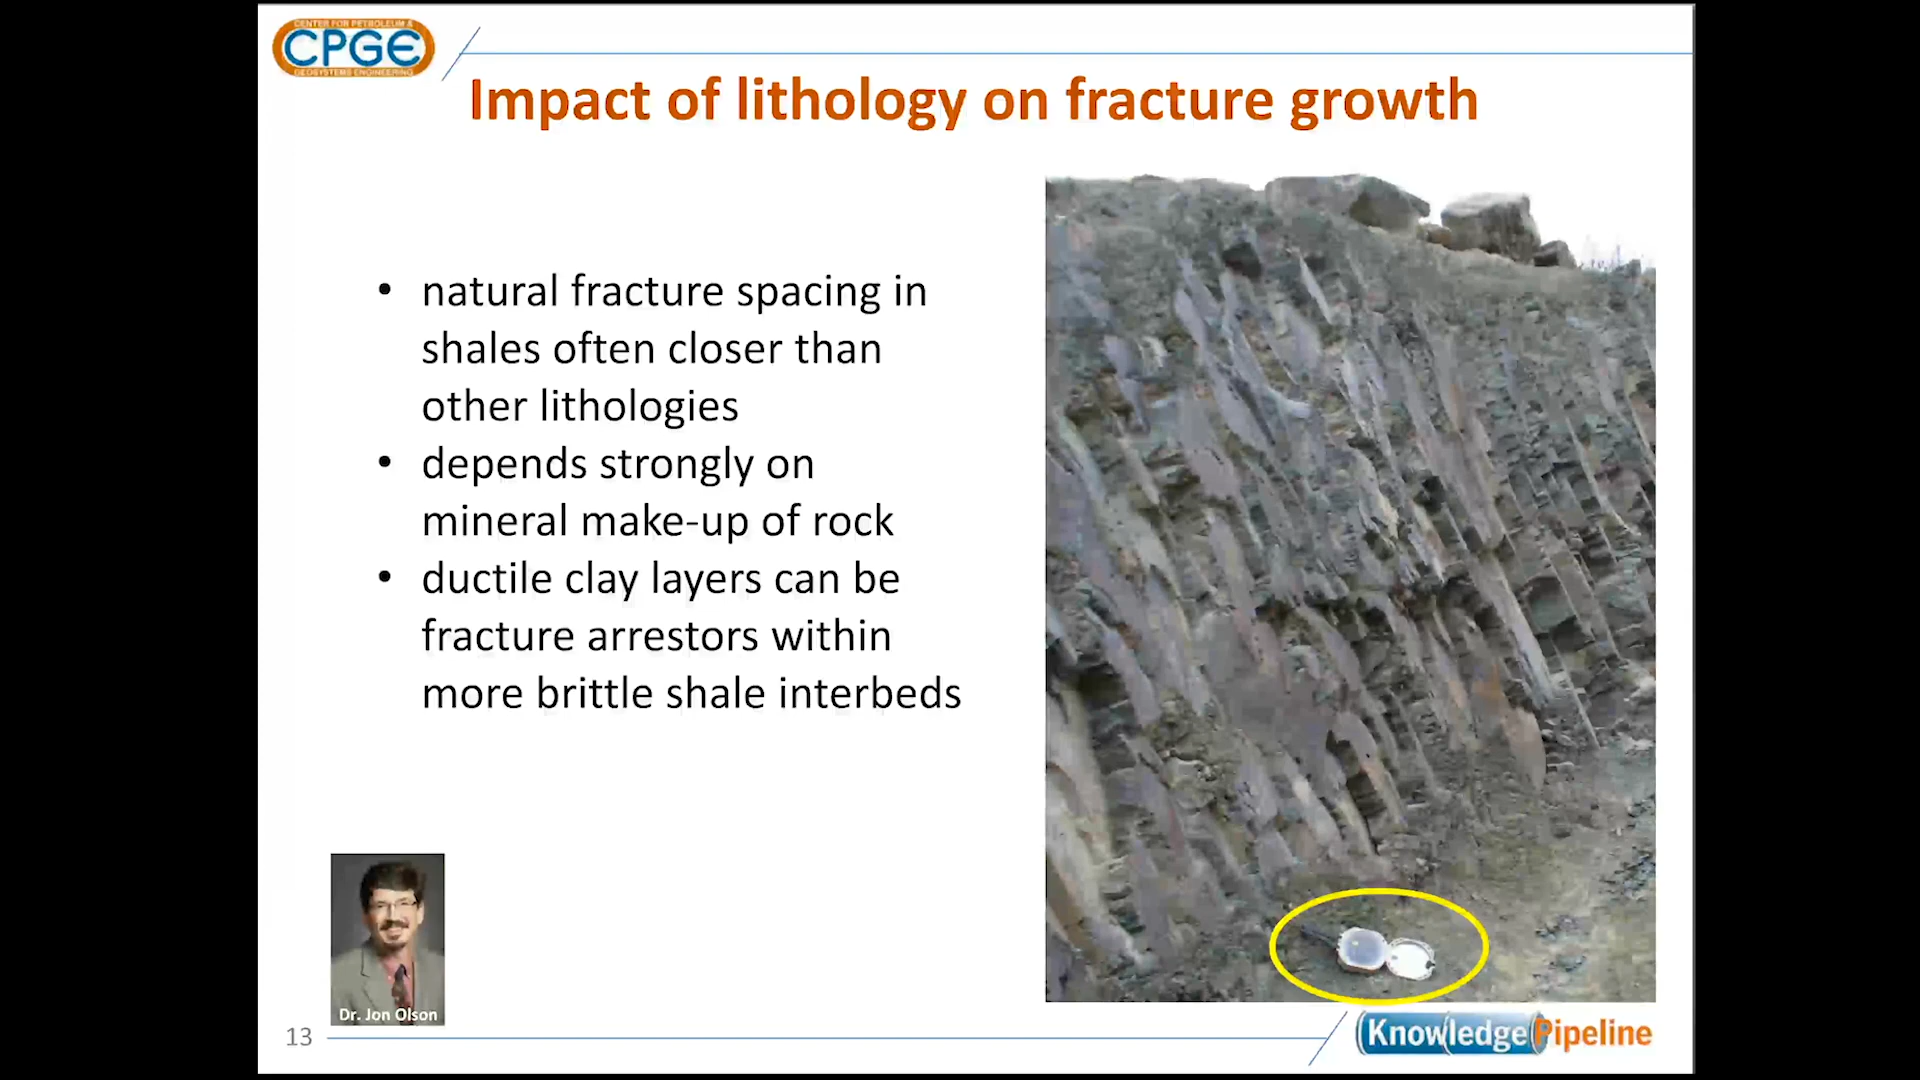 CENTER FOR PETROLEUM &
CPGE
GEOSYSTEMS ENGINEERING
Impact of lithology on fracture growth
• natural fracture spacing in
shales often closer than
other lithologies
• depends strongly on
mineral make-up of rock
• ductile clay layers can be
fracture arrestors within
more brittle shale interbeds
Dr. Jon Olson
13
Knowledge Pipeline